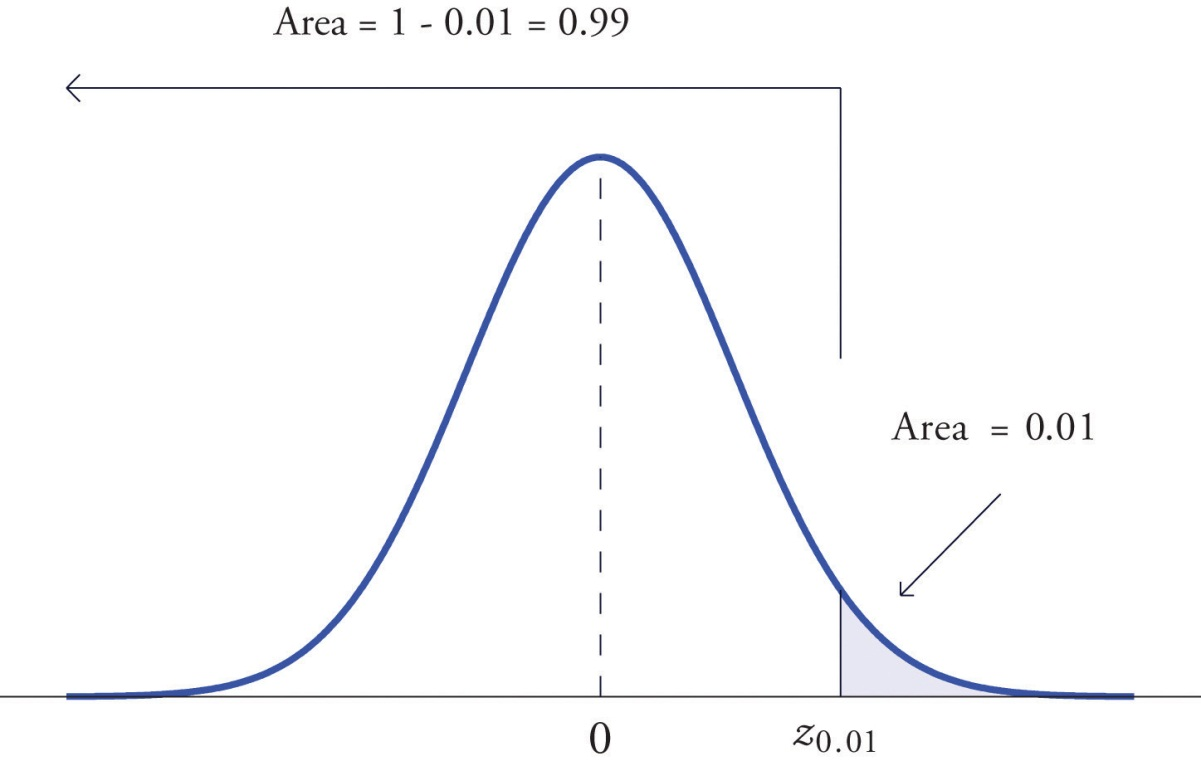 Area = 1 - 0.01 = 0.99
Area = 0.01
0
z0.01